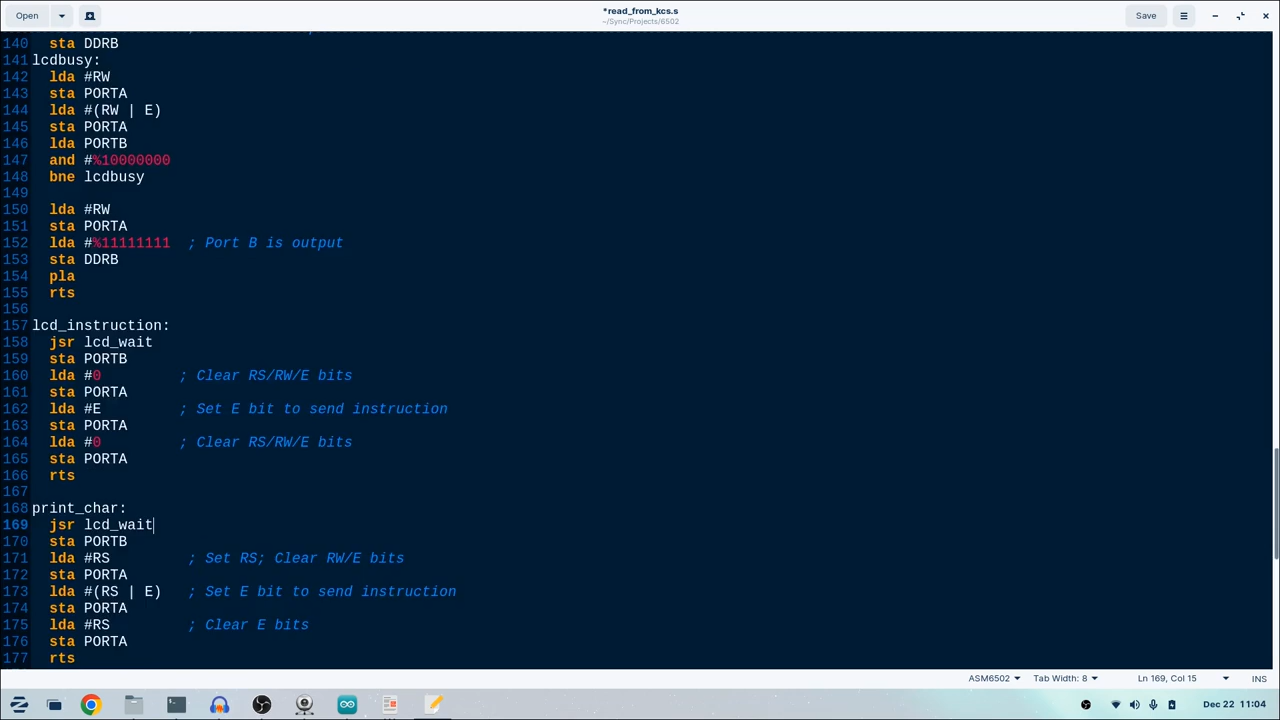 Open
*read_from_kcs.s
~/Sync/Projects/6502
Save
140 sta DDRB
141 lcdbusy:
142 lda #RW
143 sta PORTA
144 lda #(RW | E)
145 sta PORTA
146 lda PORTB
147 and #%10000000
148 bne lcdbusy
149
150 lda #RW
151 sta PORTA
152 lda #%11111111 ; Port B is output
153 sta DDRB
154 pla
155 rts
156
157 lcd_instruction:
158 jsr lcd_wait
159 sta PORTB
160 lda #0 ; Clear RS/RW/E bits
161 sta PORTA
162 lda #E ; Set E bit to send instruction
163 sta PORTA
164 lda #0 ; Clear RS/RW/E bits
165 sta PORTA
166 rts
167
168 print_char:
169 jsr lcd_wait
170 sta PORTB
171 lda #RS ; Set RS; Clear RW/E bits
172 sta PORTA
173 lda #(RS | E) ; Set E bit to send instruction
174 sta PORTA
175 lda #RS ; Clear E bits
176 sta PORTA
177 rts
ASM6502 Tab Width: 8 Ln 169, Col 15 INS
Dec 22 11:04